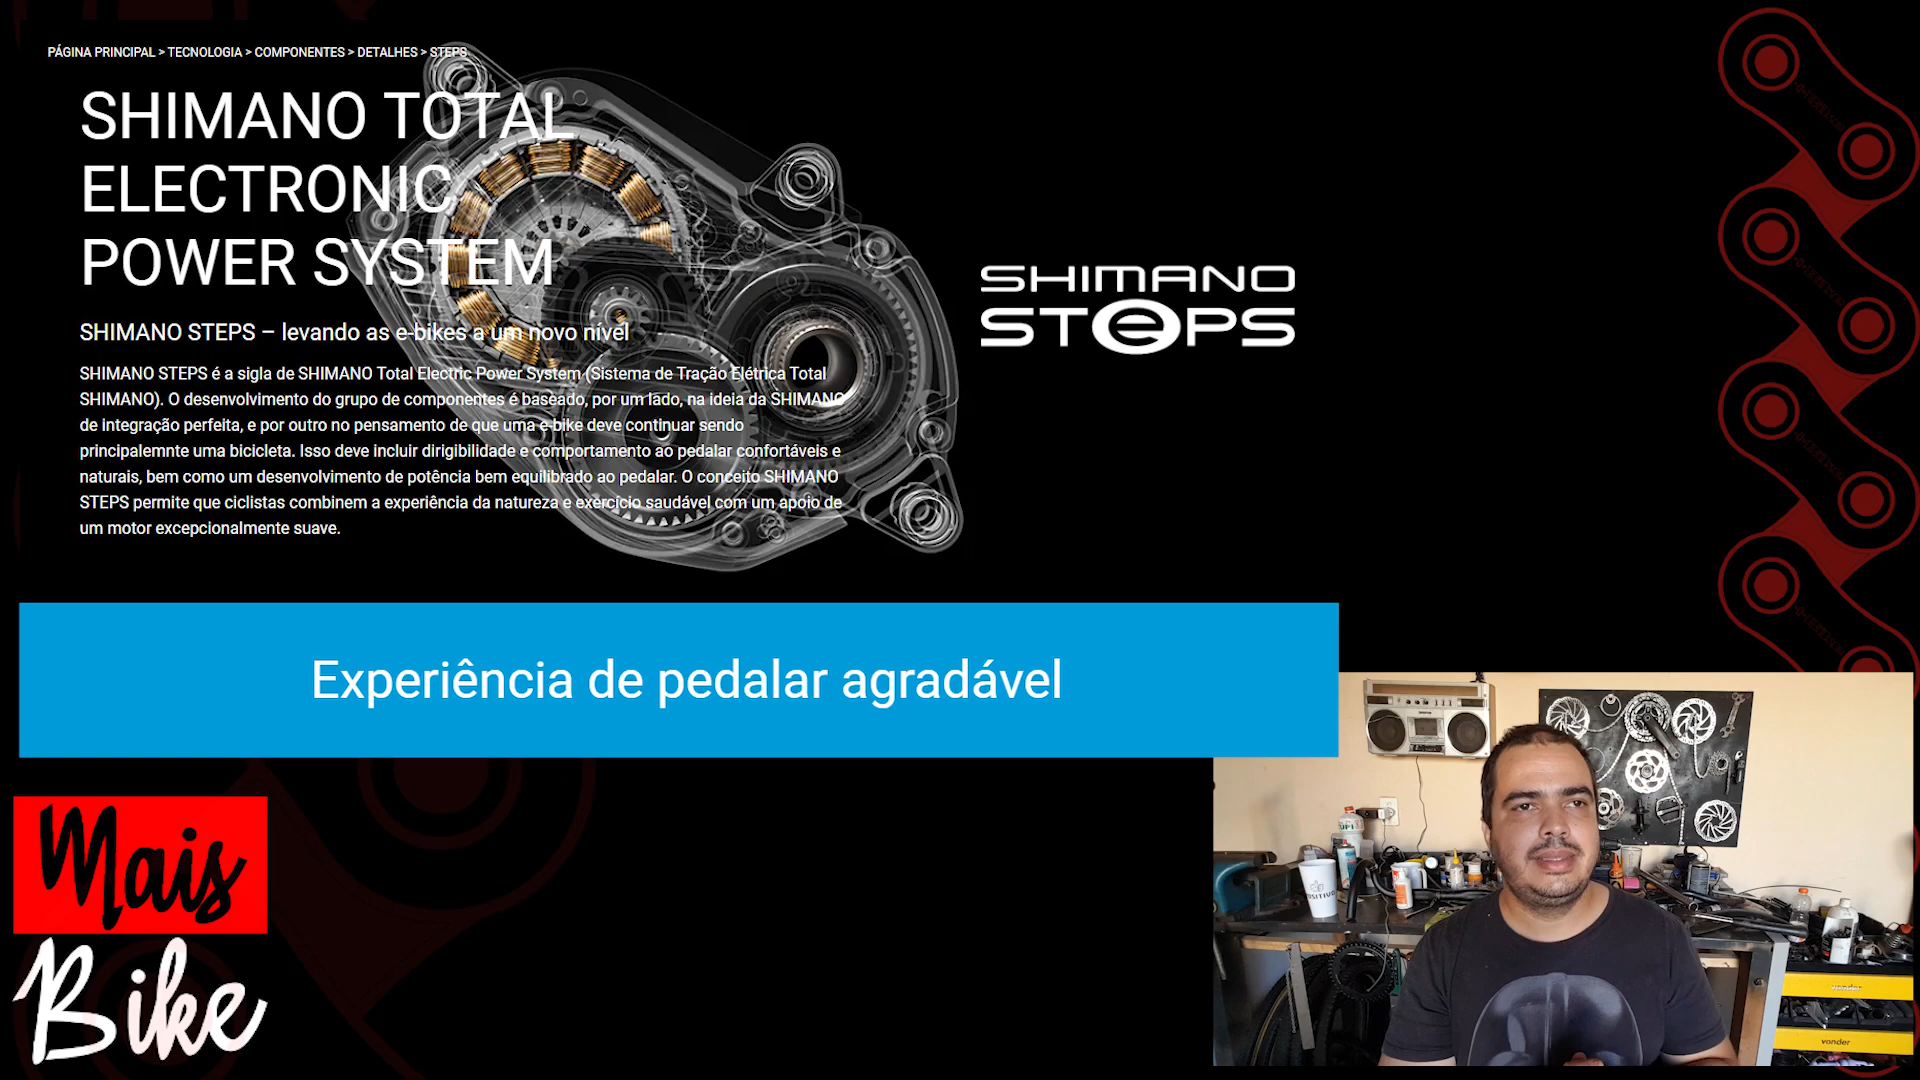 PÁGINA PRINCIPAL > TECNOLOGIA > COMPONENTES > DETALHES > STEPS
SHIMANO TOTAL
ELECTRONIC
POWER SYSTEM
SHIMANO STEPS – levando as e-bikes a um novo nível
SHIMANO STEPS é a sigla de SHIMANO Total Electric Power System (Sistema de Tração Elétrica Total
SHIMANO). O desenvolvimento do grupo de componentes é baseado, por um lado, na ideia da SHIMANO
de integração perfeita, e por outro no pensamento de que uma e-bike deve continuar sendo
principalemnte uma bicicleta. Isso deve incluir dirigibilidade e comportamento ao pedalar confortáveis e
naturais, bem como um desenvolvimento de potência bem equilibrado ao pedalar. O conceito SHIMANO
STEPS permite que ciclistas combinem a experiência da natureza e exercício saudável com um apoio de
um motor excepcionalmente suave.
SHIMANO
STEPS
Experiência de pedalar agradável
Mais
Bike
vonder
vonder